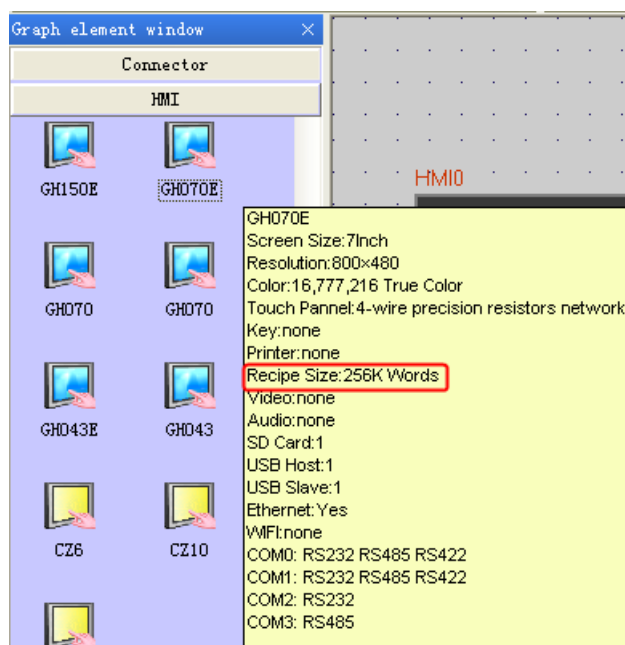 Graph element window
Connector
HMI
GH150E
GH070E
HMI0
GH070E
Screen Size:7Inch
Resolution:800×480
Color:16,777,216 True Color
Touch Pannel:4-wire precision resistors network
Key:none
Printer:none
Recipe Size:256K Words
Video:none
Audio:none
SD Card:1
USB Host:1
USB Slave:1
Ethernet:Yes
WIFI:none
COM0: RS232 RS485 RS422
COM1: RS232 RS485 RS422
COM2: RS232
COM3: RS485
GH070
GH070
GH043E
GH043
CZ6
CZ10